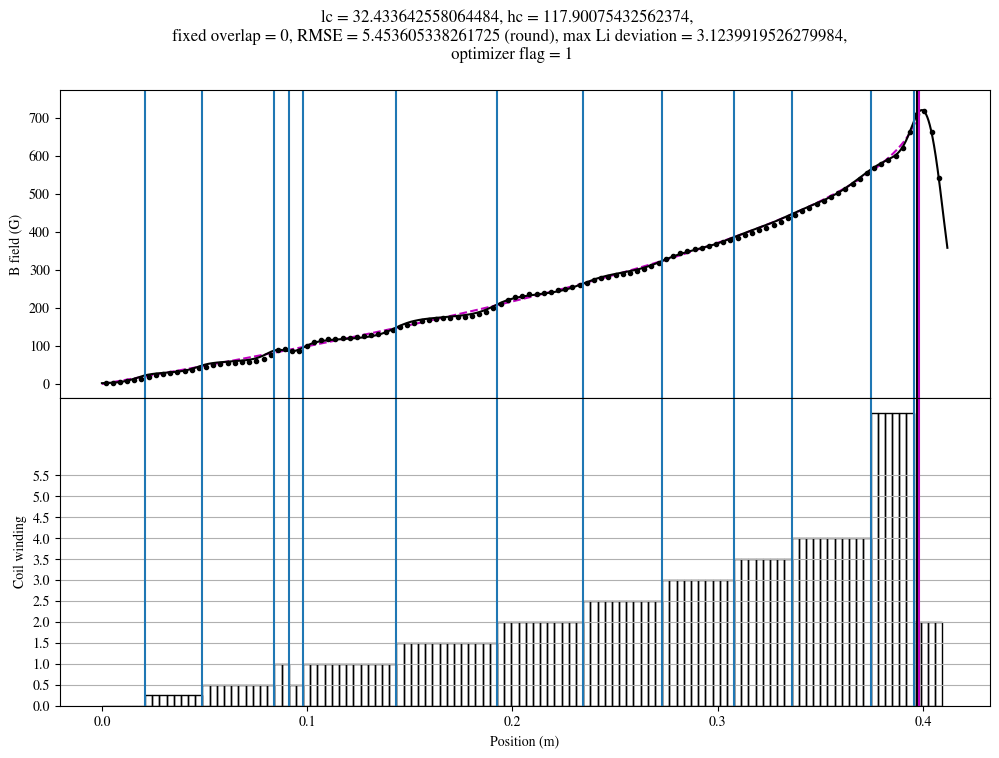 lc = 32.433642558064484, hc = 117.90075432562374,
fixed overlap = 0, RMSE = 5.453605338261725 (round), max Li deviation = 3.1239919526279984,
optimizer flag = 1
700
600
500
400
300
200
100
0
B field (G)
5.5
5.0
4.5
4.0
3.5
3.0
2.5
2.0
1.5
1.0
0.5
0.0
Coil winding
0.0 0.1 0.2 0.3 0.4
Position (m)